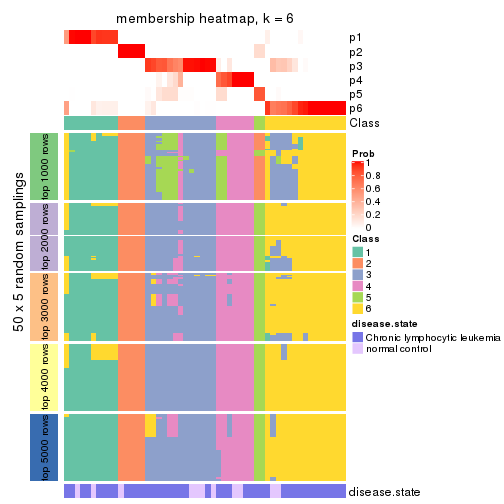 membership heatmap, k = 6
p1
p2
p3
p4
p5
p6
Class
50 x 5 random samplings
top 1000 rows
top 2000 rows
top 3000 rows
top 4000 rows
top 5000 rows
Prob
1
0.8
0.6
0.4
0.2
0
Class
1
2
3
4
5
6
disease.state
Chronic lymphocytic leukemia
normal control
disease.state